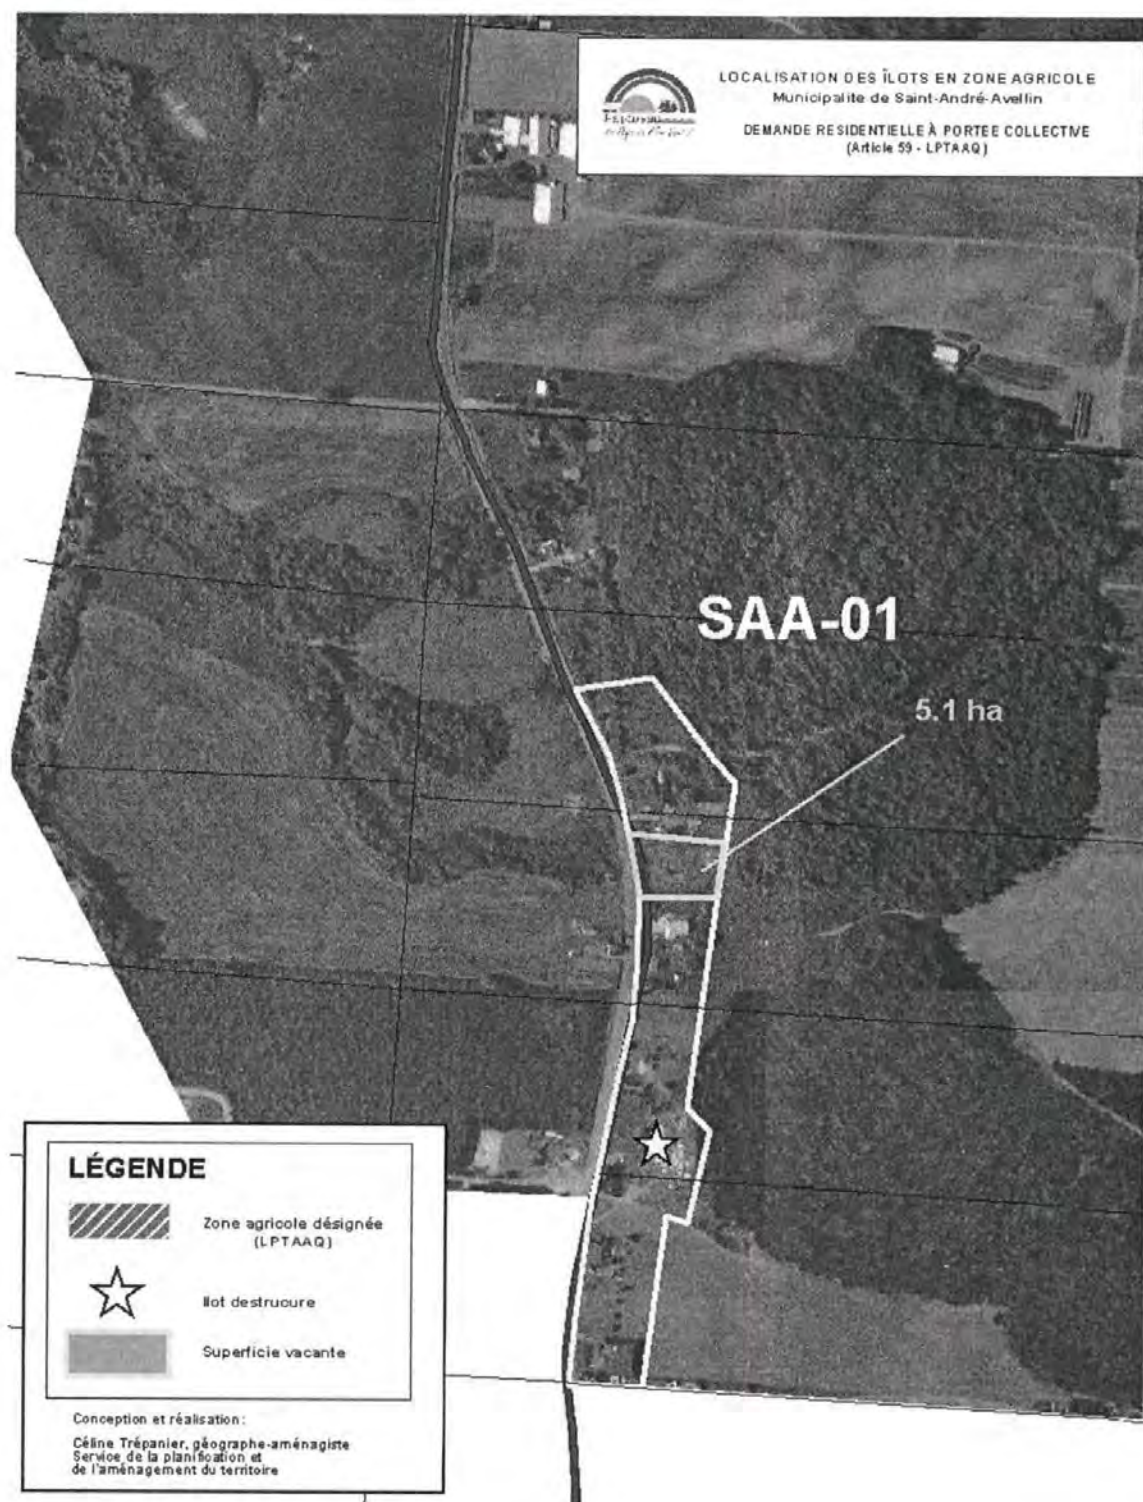 LOCALISATION DES ÎLOTS EN ZONE AGRICOLE
Municipalite de Saint-André-Avellin
DEMANDE RESIDENTIELLE À PORTEE COLLECTIVE
(Article 59 - LPTAAQ)
SAA-01
5.1 ha
LÉGENDE
Zone agricole désignée
(LPTAAQ)
Ilot destrucure
Superficie vacante
Conception et réalisation :
Céline Trépanier, géographe-aménagiste
Service de la planification et
de l'aménagement du territoire